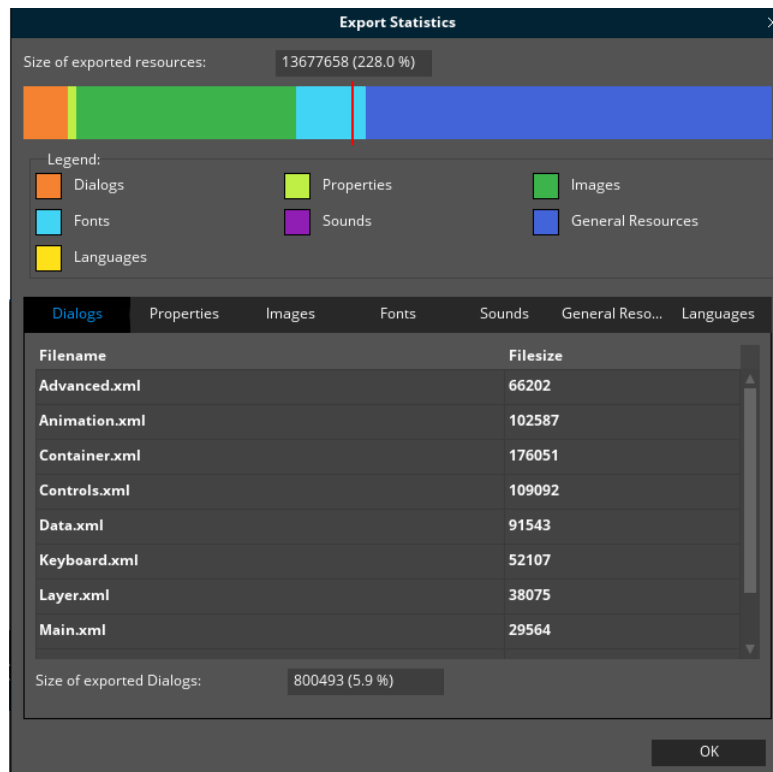 Export Statistics
Size of exported resources: 13677658 (228.0 %)
Legend:
Dialogs Properties Images
Fonts Sounds General Resources
Languages
Dialogs Properties Images Fonts Sounds General Reso... Languages
Filename Filesize
Advanced.xml 66202
Animation.xml 102587
Container.xml 176051
Controls.xml 109092
Data.xml 91543
Keyboard.xml 52107
Layer.xml 38075
Main.xml 29564
Size of exported Dialogs: 800493 (5.9 %)
OK